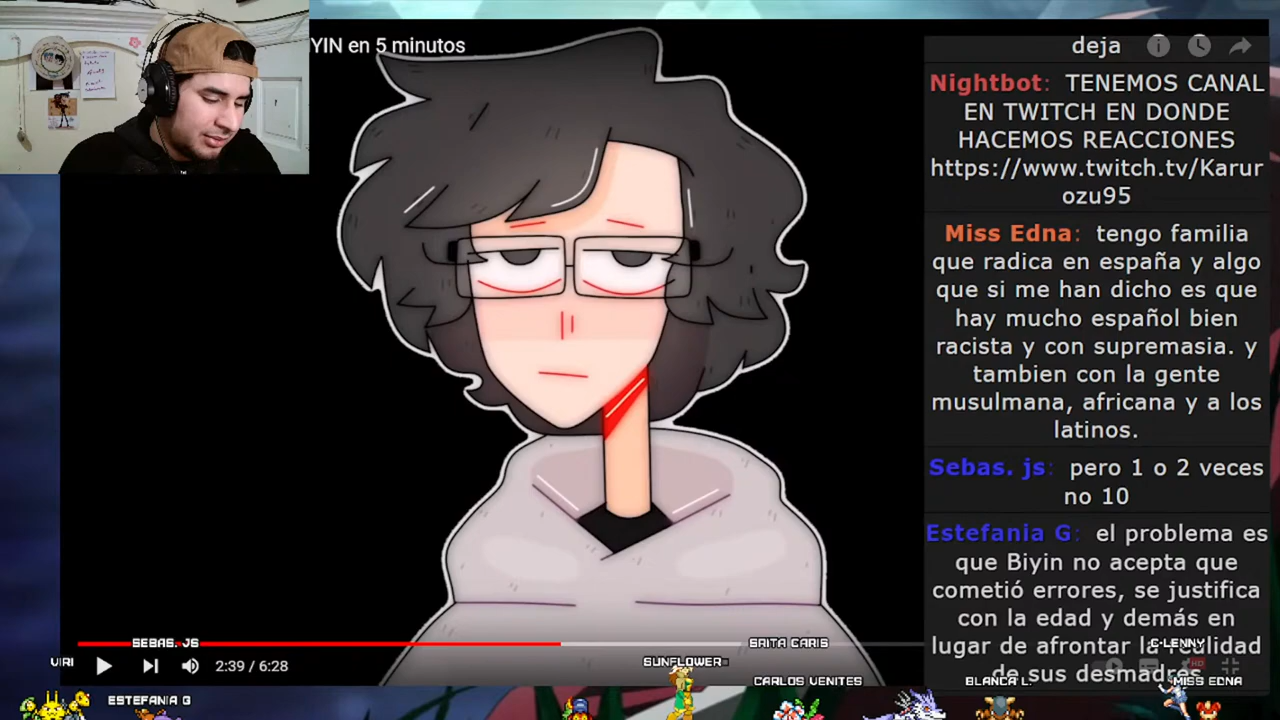 YIN en 5 minutos
deja
Nightbot: TENEMOS CANAL
EN TWITCH EN DONDE
HACEMOS REACCIONES
https://www.twitch.tv/Karur
ozu95
Miss Edna: tengo familia
que radica en españa y algo
que si me han dicho es que
hay mucho español bien
racista y con supremasia. y
tambien con la gente
musulmana, africana y a los
latinos.
Sebas. js: pero 1 o 2 veces
no 10
Estefania G: el problema es
que Biyin no acepta que
cometió errores, se justifica
con la edad y demás en
lugar de afrontar la realidad
de sus desmadres
SEBAS. JS
SAITA CARIS
C LENNY
VIRI
2:39 / 6:28
SUNFLOWER
CARLOS VENITES
BLANCA L.
MISS EDNA
HD
ESTEFANIA G